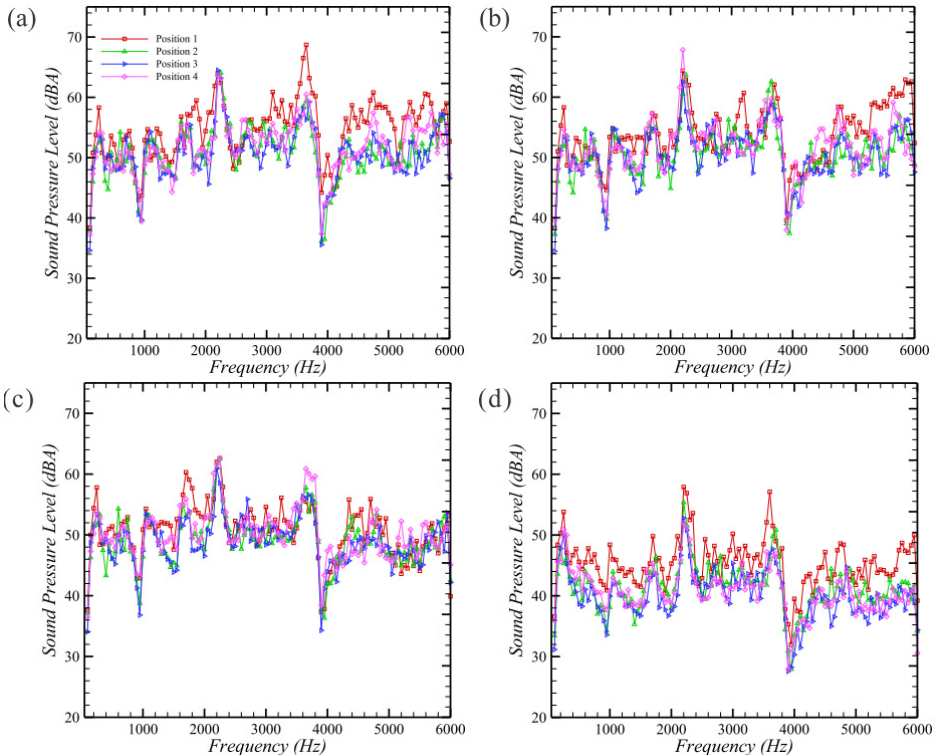 (a)
70
60
50
40
30
20
Sound Pressure Level (dBA)
Position 1
Position 2
Position 3
Position 4
1000 2000 3000 4000 5000 6000
Frequency (Hz)
(b)
70
60
50
40
30
20
Sound Pressure Level (dBA)
1000 2000 3000 4000 5000 6000
Frequency (Hz)
(c)
70
60
50
40
30
20
Sound Pressure Level (dBA)
1000 2000 3000 4000 5000 6000
Frequency (Hz)
(d)
70
60
50
40
30
20
Sound Pressure Level (dBA)
1000 2000 3000 4000 5000 6000
Frequency (Hz)